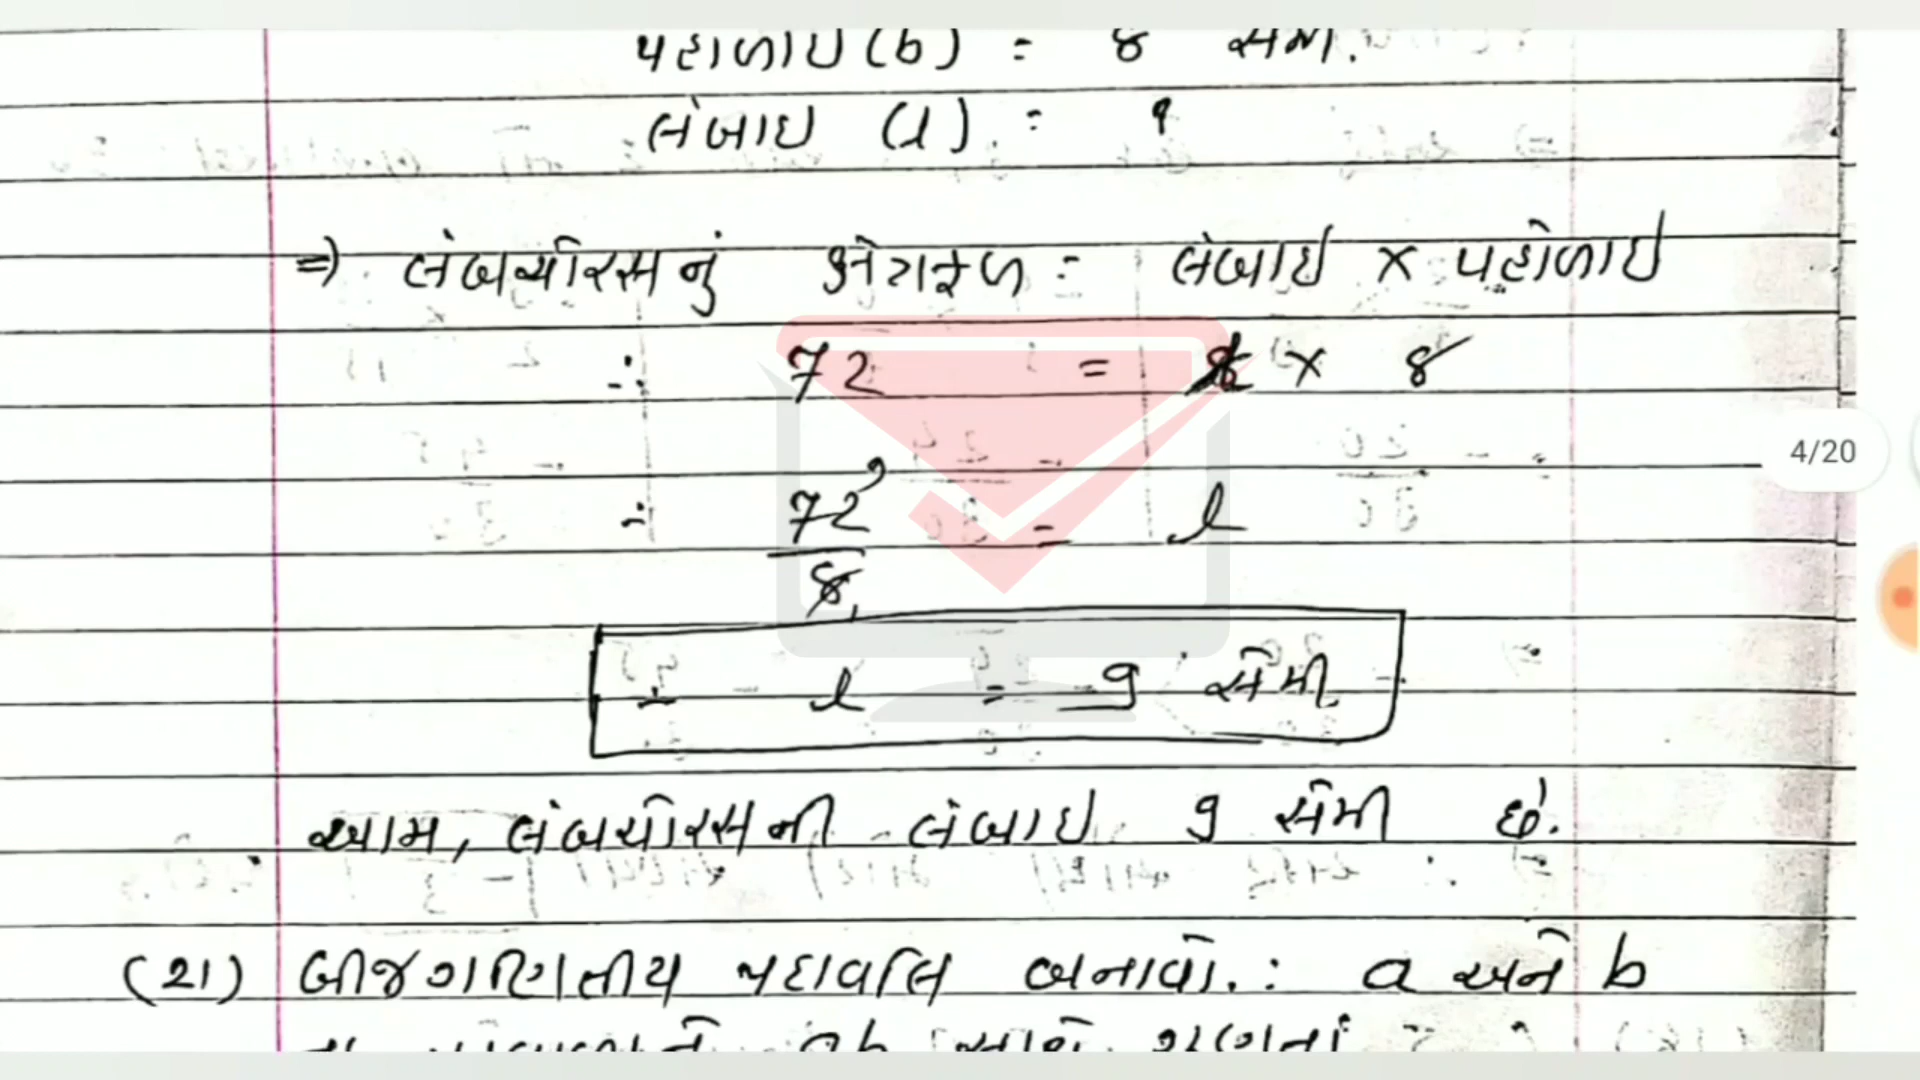 પહોળાઇ (b) = 8 સેમી.
લંબાઇ (l) = ?
⇒ લંબચોરસનું ક્ષેત્રફળ = લંબાઇ × પહોળાઇ
∴ 72 = l × 8
∴ 72/8 = l
∴ l = 9 સેમી
આમ, લંબચોરસની લંબાઇ 9 સેમી છે.
4/20
(21) બીજગણિતીય પદાવલિ બનાવો. : a અને b